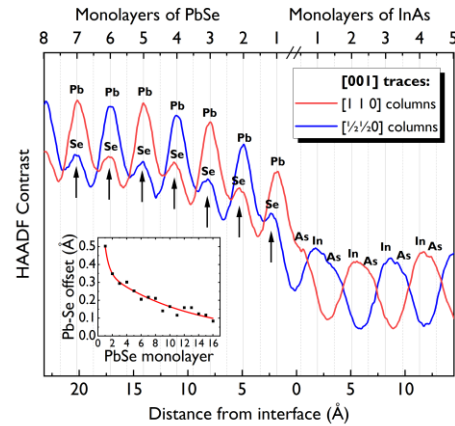 Monolayers of PbSe Monolayers of InAs
8 7 6 5 4 3 2 1 1 2 3 4 5
[001] traces:
[1 1 0] columns
[½½0] columns
Pb Pb Pb Pb Pb Pb Pb
Se Se Se Se Se Se Se
As In As In As In
HAADF Contrast
0.5
0.4
0.3
0.2
0.1
0.0
Pb-Se offset (Å)
0 2 4 6 8 10 12 14 16
PbSe monolayer
20 15 10 5 0 5 10
Distance from interface (Å)